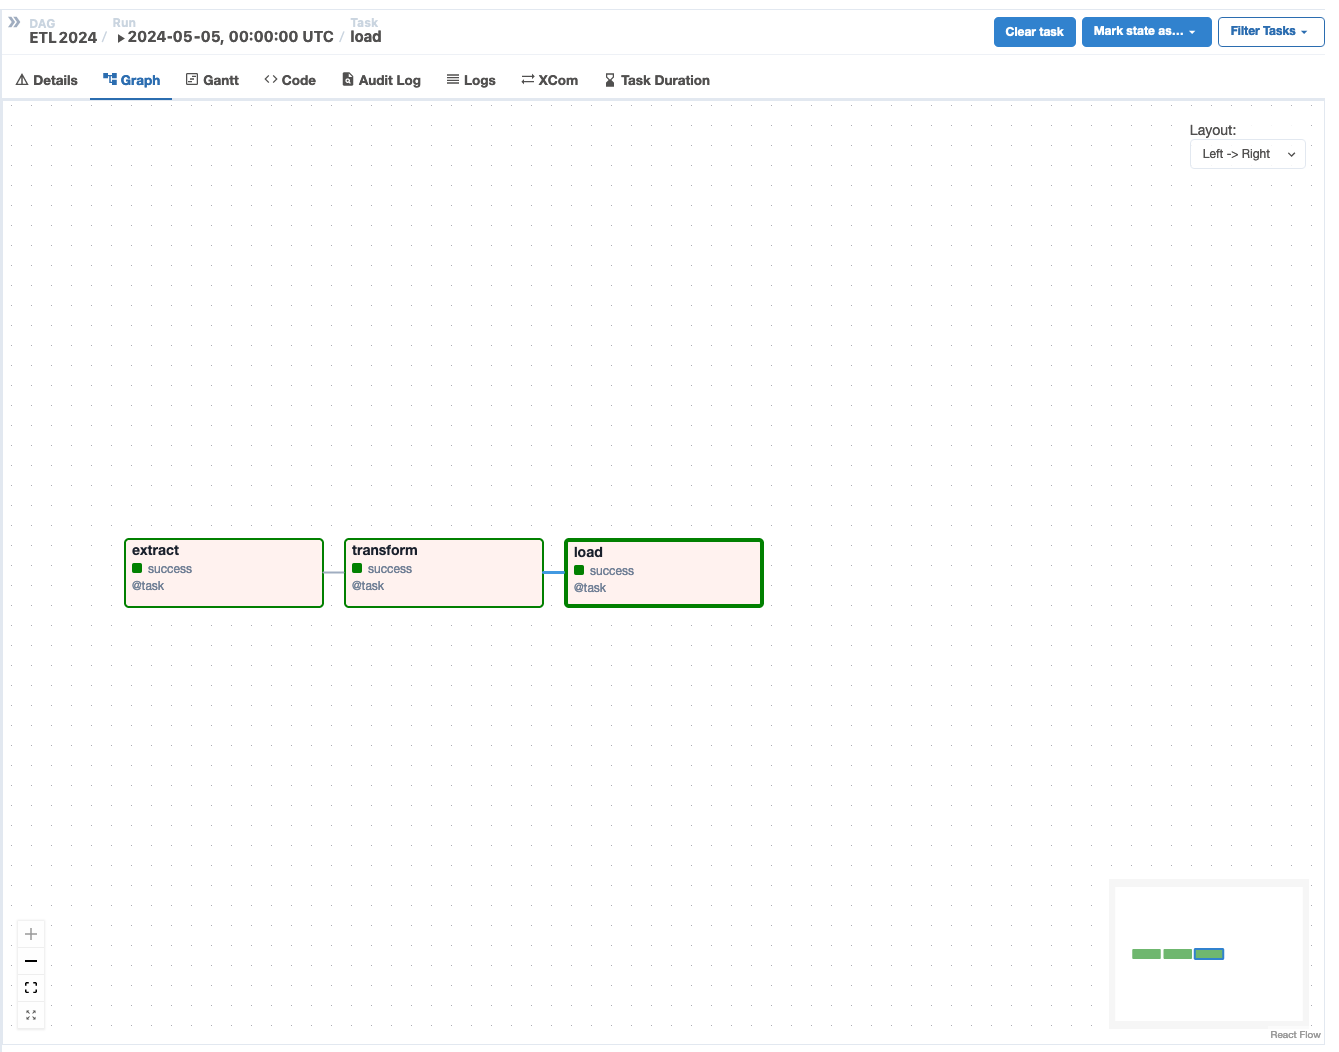 DAG
Run
Task
ETL 2024 / 2024-05-05, 00:00:00 UTC / load
Clear task
Mark state as...
Filter Tasks
Details
Graph
Gantt
Code
Audit Log
Logs
XCom
Task Duration
Layout:
Left -> Right
extract
success
@task
transform
success
@task
load
success
@task
React Flow